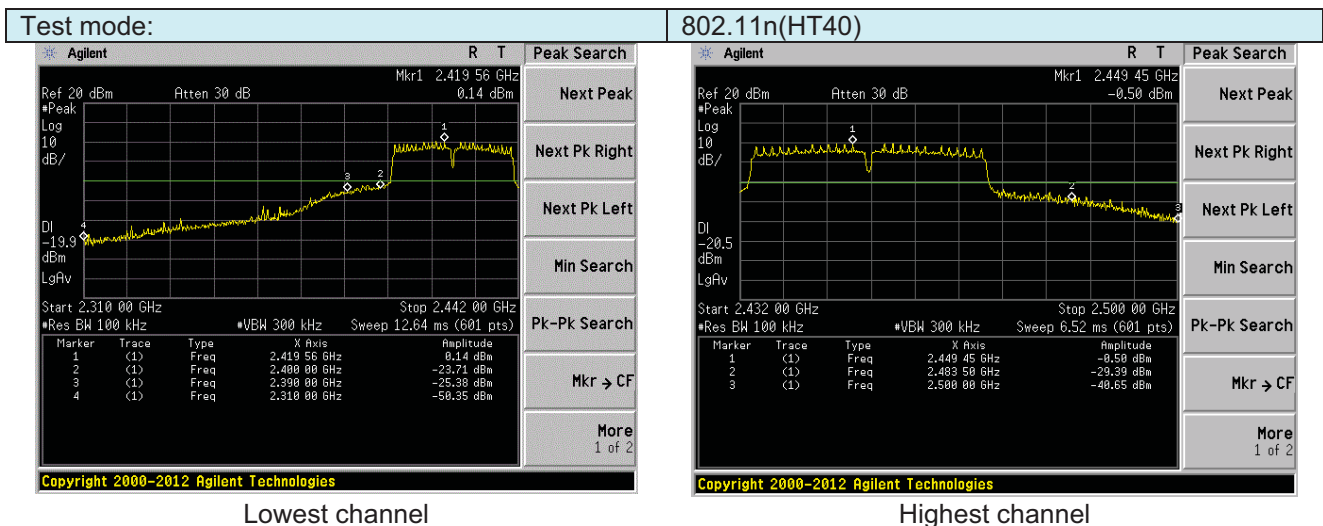 Test mode: 802.11n(HT40)
Agilent R T Peak Search
Mkr1 2.419 56 GHz
Ref 20 dBm Atten 30 dB 0.14 dBm
#Peak
Log
10
dB/
1
2
3
4
DI
-19.9
dBm
LgAv
Start 2.310 00 GHz Stop 2.442 00 GHz
#Res BW 100 kHz #VBW 300 kHz Sweep 12.64 ms (601 pts)
Marker Trace Type X Axis Amplitude
1 (1) Freq 2.419 56 GHz 0.14 dBm
2 (1) Freq 2.400 00 GHz -23.71 dBm
3 (1) Freq 2.390 00 GHz -25.38 dBm
4 (1) Freq 2.310 00 GHz -50.35 dBm
Next Peak
Next Pk Right
Next Pk Left
Min Search
Pk-Pk Search
Mkr → CF
More
1 of 2
Copyright 2000-2012 Agilent Technologies
Lowest channel
Agilent R T Peak Search
Mkr1 2.449 45 GHz
Ref 20 dBm Atten 30 dB -0.50 dBm
#Peak
Log
10
dB/
1
2
3
DI
-20.5
dBm
LgAv
Start 2.432 00 GHz Stop 2.500 00 GHz
#Res BW 100 kHz #VBW 300 kHz Sweep 6.52 ms (601 pts)
Marker Trace Type X Axis Amplitude
1 (1) Freq 2.449 45 GHz -0.50 dBm
2 (1) Freq 2.483 50 GHz -29.39 dBm
3 (1) Freq 2.500 00 GHz -40.65 dBm
Next Peak
Next Pk Right
Next Pk Left
Min Search
Pk-Pk Search
Mkr → CF
More
1 of 2
Copyright 2000-2012 Agilent Technologies
Highest channel